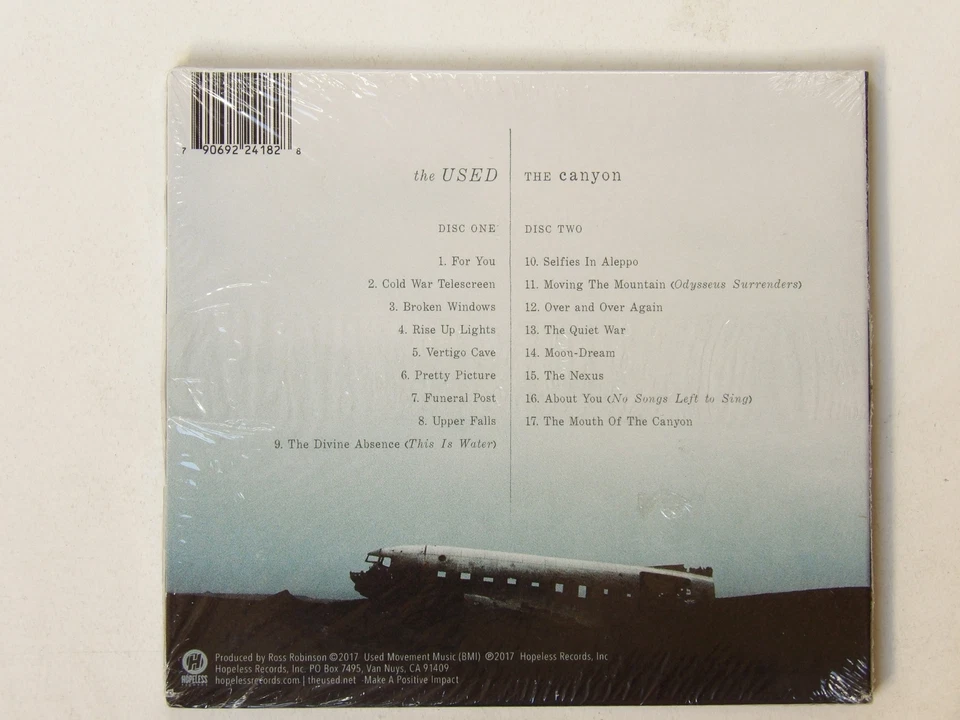 7 90692 24182 6
the USED
THE canyon
DISC ONE
1. For You
2. Cold War Telescreen
3. Broken Windows
4. Rise Up Lights
5. Vertigo Cave
6. Pretty Picture
7. Funeral Post
8. Upper Falls
9. The Divine Absence (This Is Water)
DISC TWO
10. Selfies In Aleppo
11. Moving The Mountain (Odysseus Surrenders)
12. Over and Over Again
13. The Quiet War
14. Moon-Dream
15. The Nexus
16. About You (No Songs Left to Sing)
17. The Mouth Of The Canyon
Produced by Ross Robinson ©2017 Used Movement Music (BMI) ℗2017 Hopeless Records, Inc
Hopeless Records, Inc. PO Box 7495, Van Nuys, CA 91409
hopelessrecords.com | theused.net Make A Positive Impact
HOPELESS